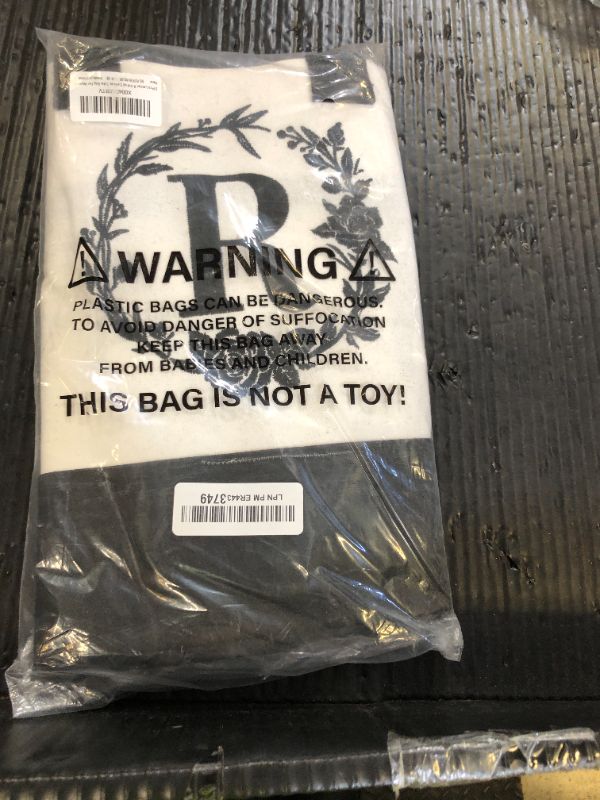 R
WARNING
PLASTIC BAGS CAN BE DANGEROUS.
TO AVOID DANGER OF SUFFOCATION
KEEP THIS BAG AWAY
FROM BABIES AND CHILDREN.
THIS BAG IS NOT A TOY!
LPN PM ER4433749